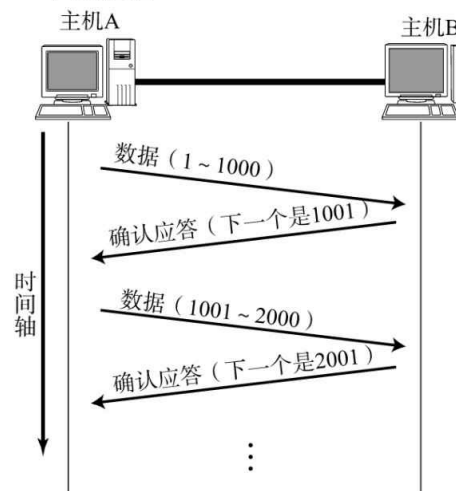 主机A
主机B
数据（1～1000）
确认应答（下一个是1001）
时间轴
数据（1001～2000）
确认应答（下一个是2001）